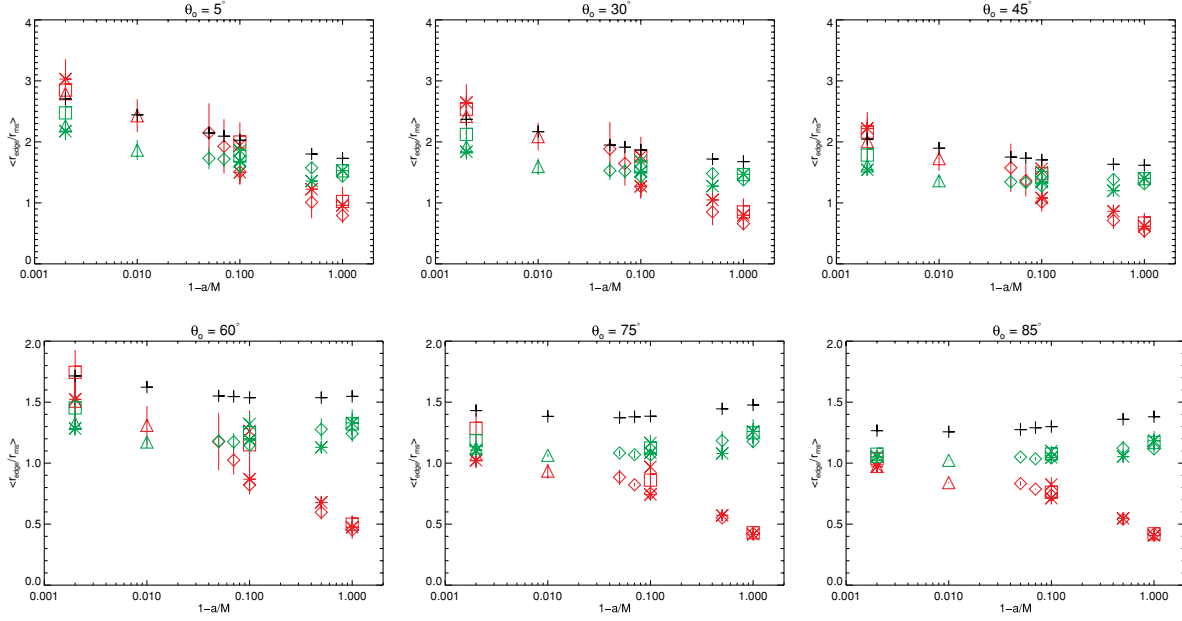 θo = 5° θo = 30° θo = 45°
4 4 4
3 3 3
2 2 2
1 1 1
0 0 0
<redge/rms> <redge/rms> <redge/rms>
0.001 0.010 0.100 1.000 0.001 0.010 0.100 1.000 0.001 0.010 0.100 1.000
1−a/M 1−a/M 1−a/M
θo = 60° θo = 75° θo = 85°
2.0 2.0 2.0
1.5 1.5 1.5
1.0 1.0 1.0
0.5 0.5 0.5
0.0 0.0 0.0
<redge/rms> <redge/rms> <redge/rms>
0.001 0.010 0.100 1.000 0.001 0.010 0.100 1.000 0.001 0.010 0.100 1.000
1−a/M 1−a/M 1−a/M